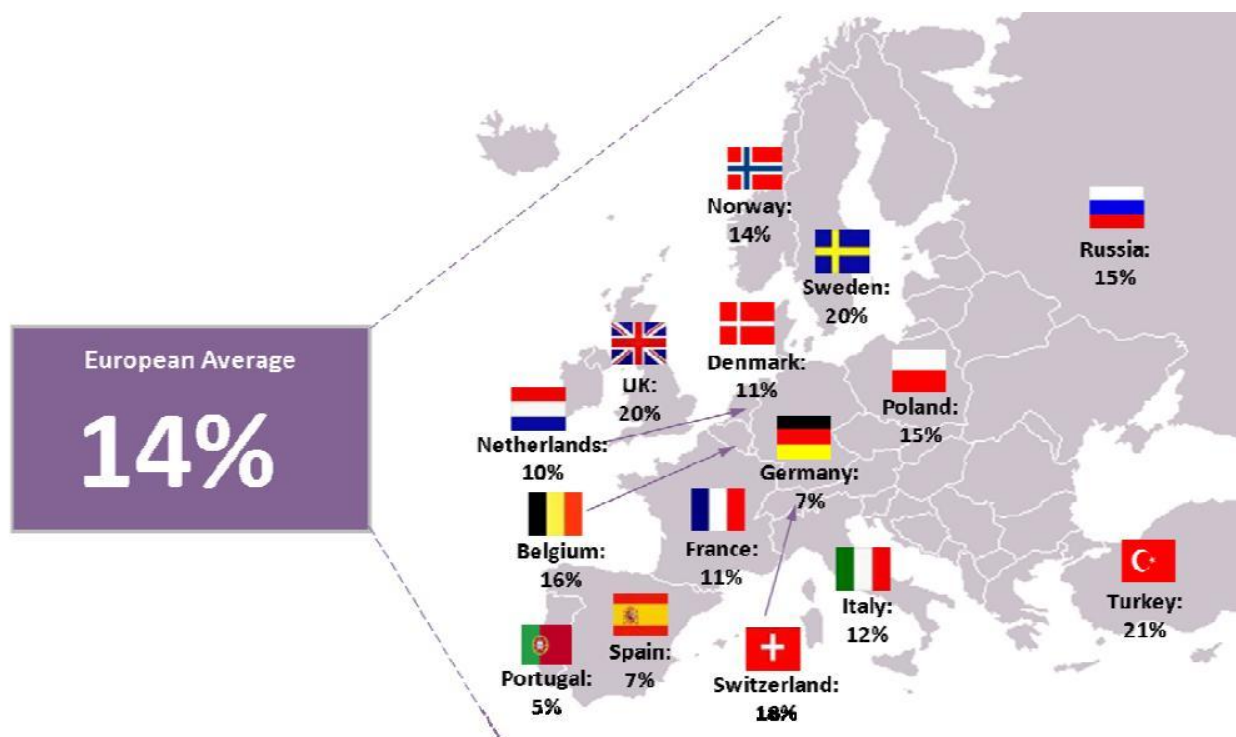 European Average
14%
Norway:
14%
Sweden:
20%
Russia:
15%
UK:
20%
Denmark:
11%
Poland:
15%
Netherlands:
10%
Germany:
7%
Belgium:
16%
France:
11%
Italy:
12%
Turkey:
21%
Spain:
7%
Portugal:
5%
Switzerland: